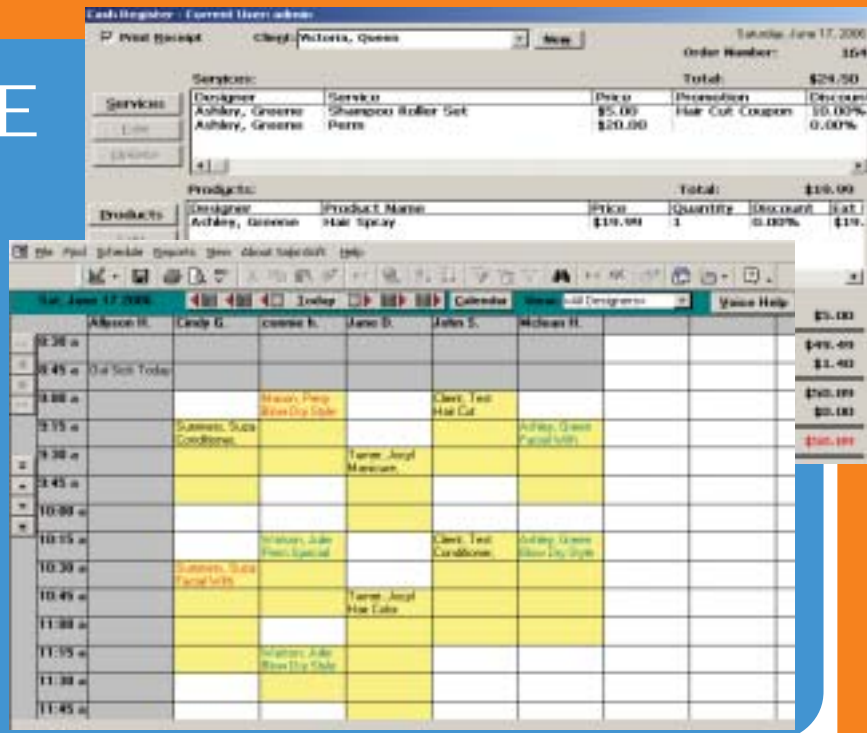 E
Cash Register - Current User: admin
Print Receipt Client: Victoria, Queen New Saturday, June 17, 2006
Order Number: 164
Services: Total: $24.50
Services Designer Service Price Promotion Discount
Ashley, Greene Shampoo Roller Set $5.00 Hair Cut Coupon 10.00%
Ashley, Greene Perm $20.00 0.00%
Products: Total: $19.99
Products Designer Product Name Price Quantity Discount
Ashley, Greene Hair Spray $19.99 1 0.00% $19.
File Find Schedule Reports View Help
Sat, June 17 2006 Today Calendar View: <All Designers> Voice Help
Allyson H. Cindy G. connie h. Jane D. John S. Mclean H.
$5.00
8:30 a
$49.49
8:45 a Out Sick Today
$1.40
9:00 a Mason, Perry Client, Test
Blow Dry Style Hair Cut
$50.89
$0.00
9:15 a Summers, Suza Ashley, Green
Conditioner, Facial With
$50.89
9:30 a Turner, Jozyl
Manicure,
9:45 a
10:00 a
10:15 a Watson, Julie Client, Test Ashley, Green
Perm Special Conditioner, Blow Dry Style
10:30 a Summers, Suza
Facial With
10:45 a Turner, Jozyl
Hair Color
11:00 a
11:15 a Watson, Julie
Blow Dry Style
11:30 a
11:45 a